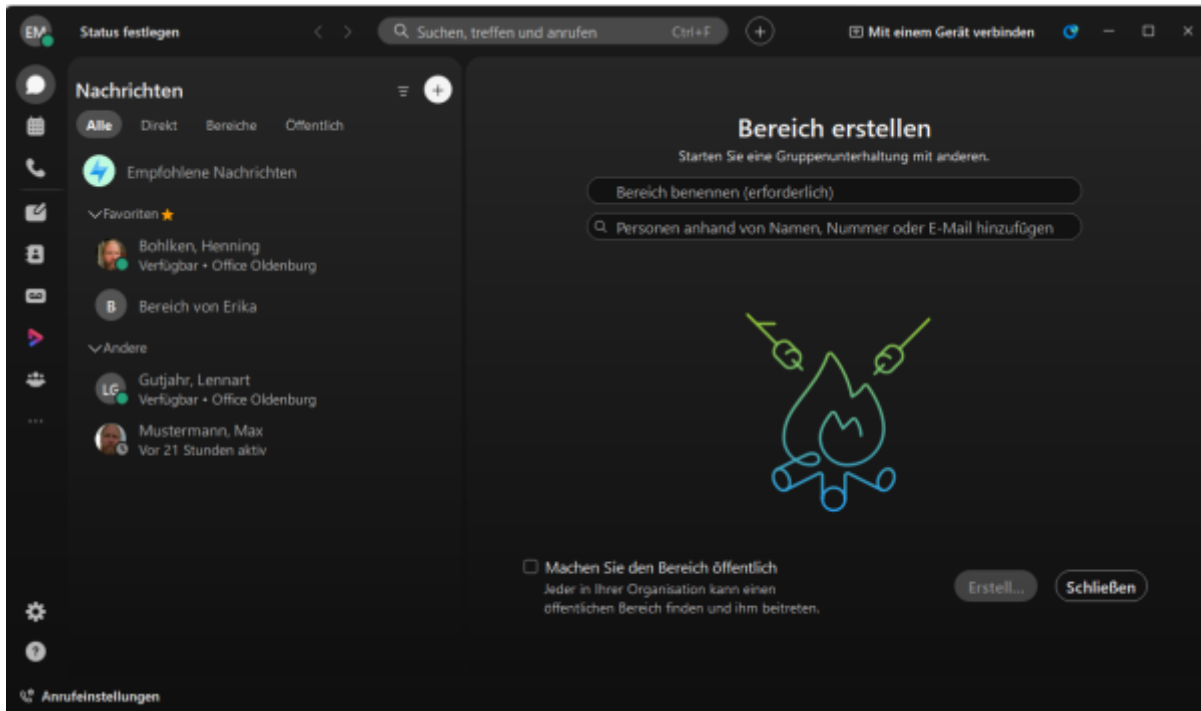 EM
Status festlegen
Suchen, treffen und anrufen
Ctrl+F
Mit einem Gerät verbinden
Nachrichten
Alle
Direkt
Bereiche
Öffentlich
Empfohlene Nachrichten
Favoriten
Bohlken, Henning
Verfügbar • Office Oldenburg
B
Bereich von Erika
Andere
LG
Gutjahr, Lennart
Verfügbar • Office Oldenburg
Mustermann, Max
Vor 21 Stunden aktiv
Anrufeinstellungen
Bereich erstellen
Starten Sie eine Gruppenunterhaltung mit anderen.
Bereich benennen (erforderlich)
Personen anhand von Namen, Nummer oder E-Mail hinzufügen
Machen Sie den Bereich öffentlich
Jeder in Ihrer Organisation kann einen
öffentlichen Bereich finden und ihm beitreten.
Erstell...
Schließen